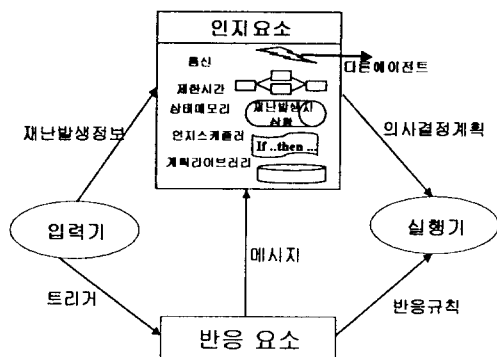 인지요소
통신
다른에이전트
제한시간
상태메모리
재난발생시
상황
인지스케쥴러
If ..then ...
계획라이브러리
재난발생정보
의사결정계획
입력기
실행기
메시지
트리거
반응규칙
반응 요소